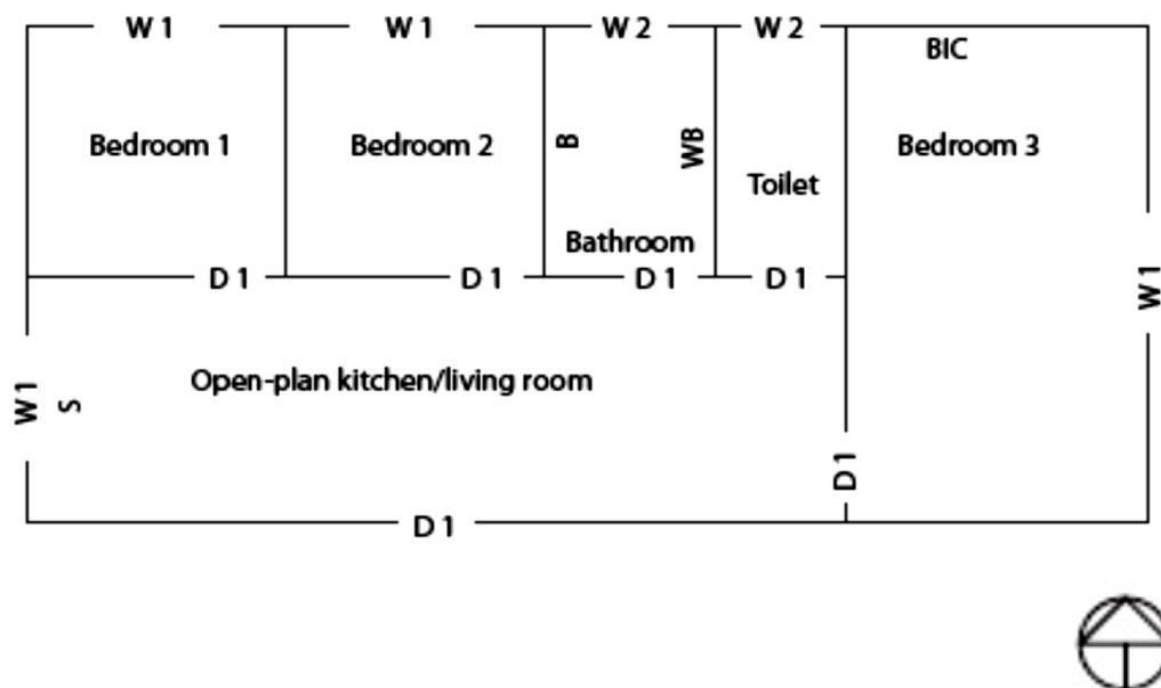 W 1 W 1 W 2 W 2
BIC
Bedroom 1 Bedroom 2 B WB Bedroom 3
Toilet
Bathroom
D 1 D 1 D 1 D 1
W 1
Open-plan kitchen/living room
W 1 S
D 1
D 1